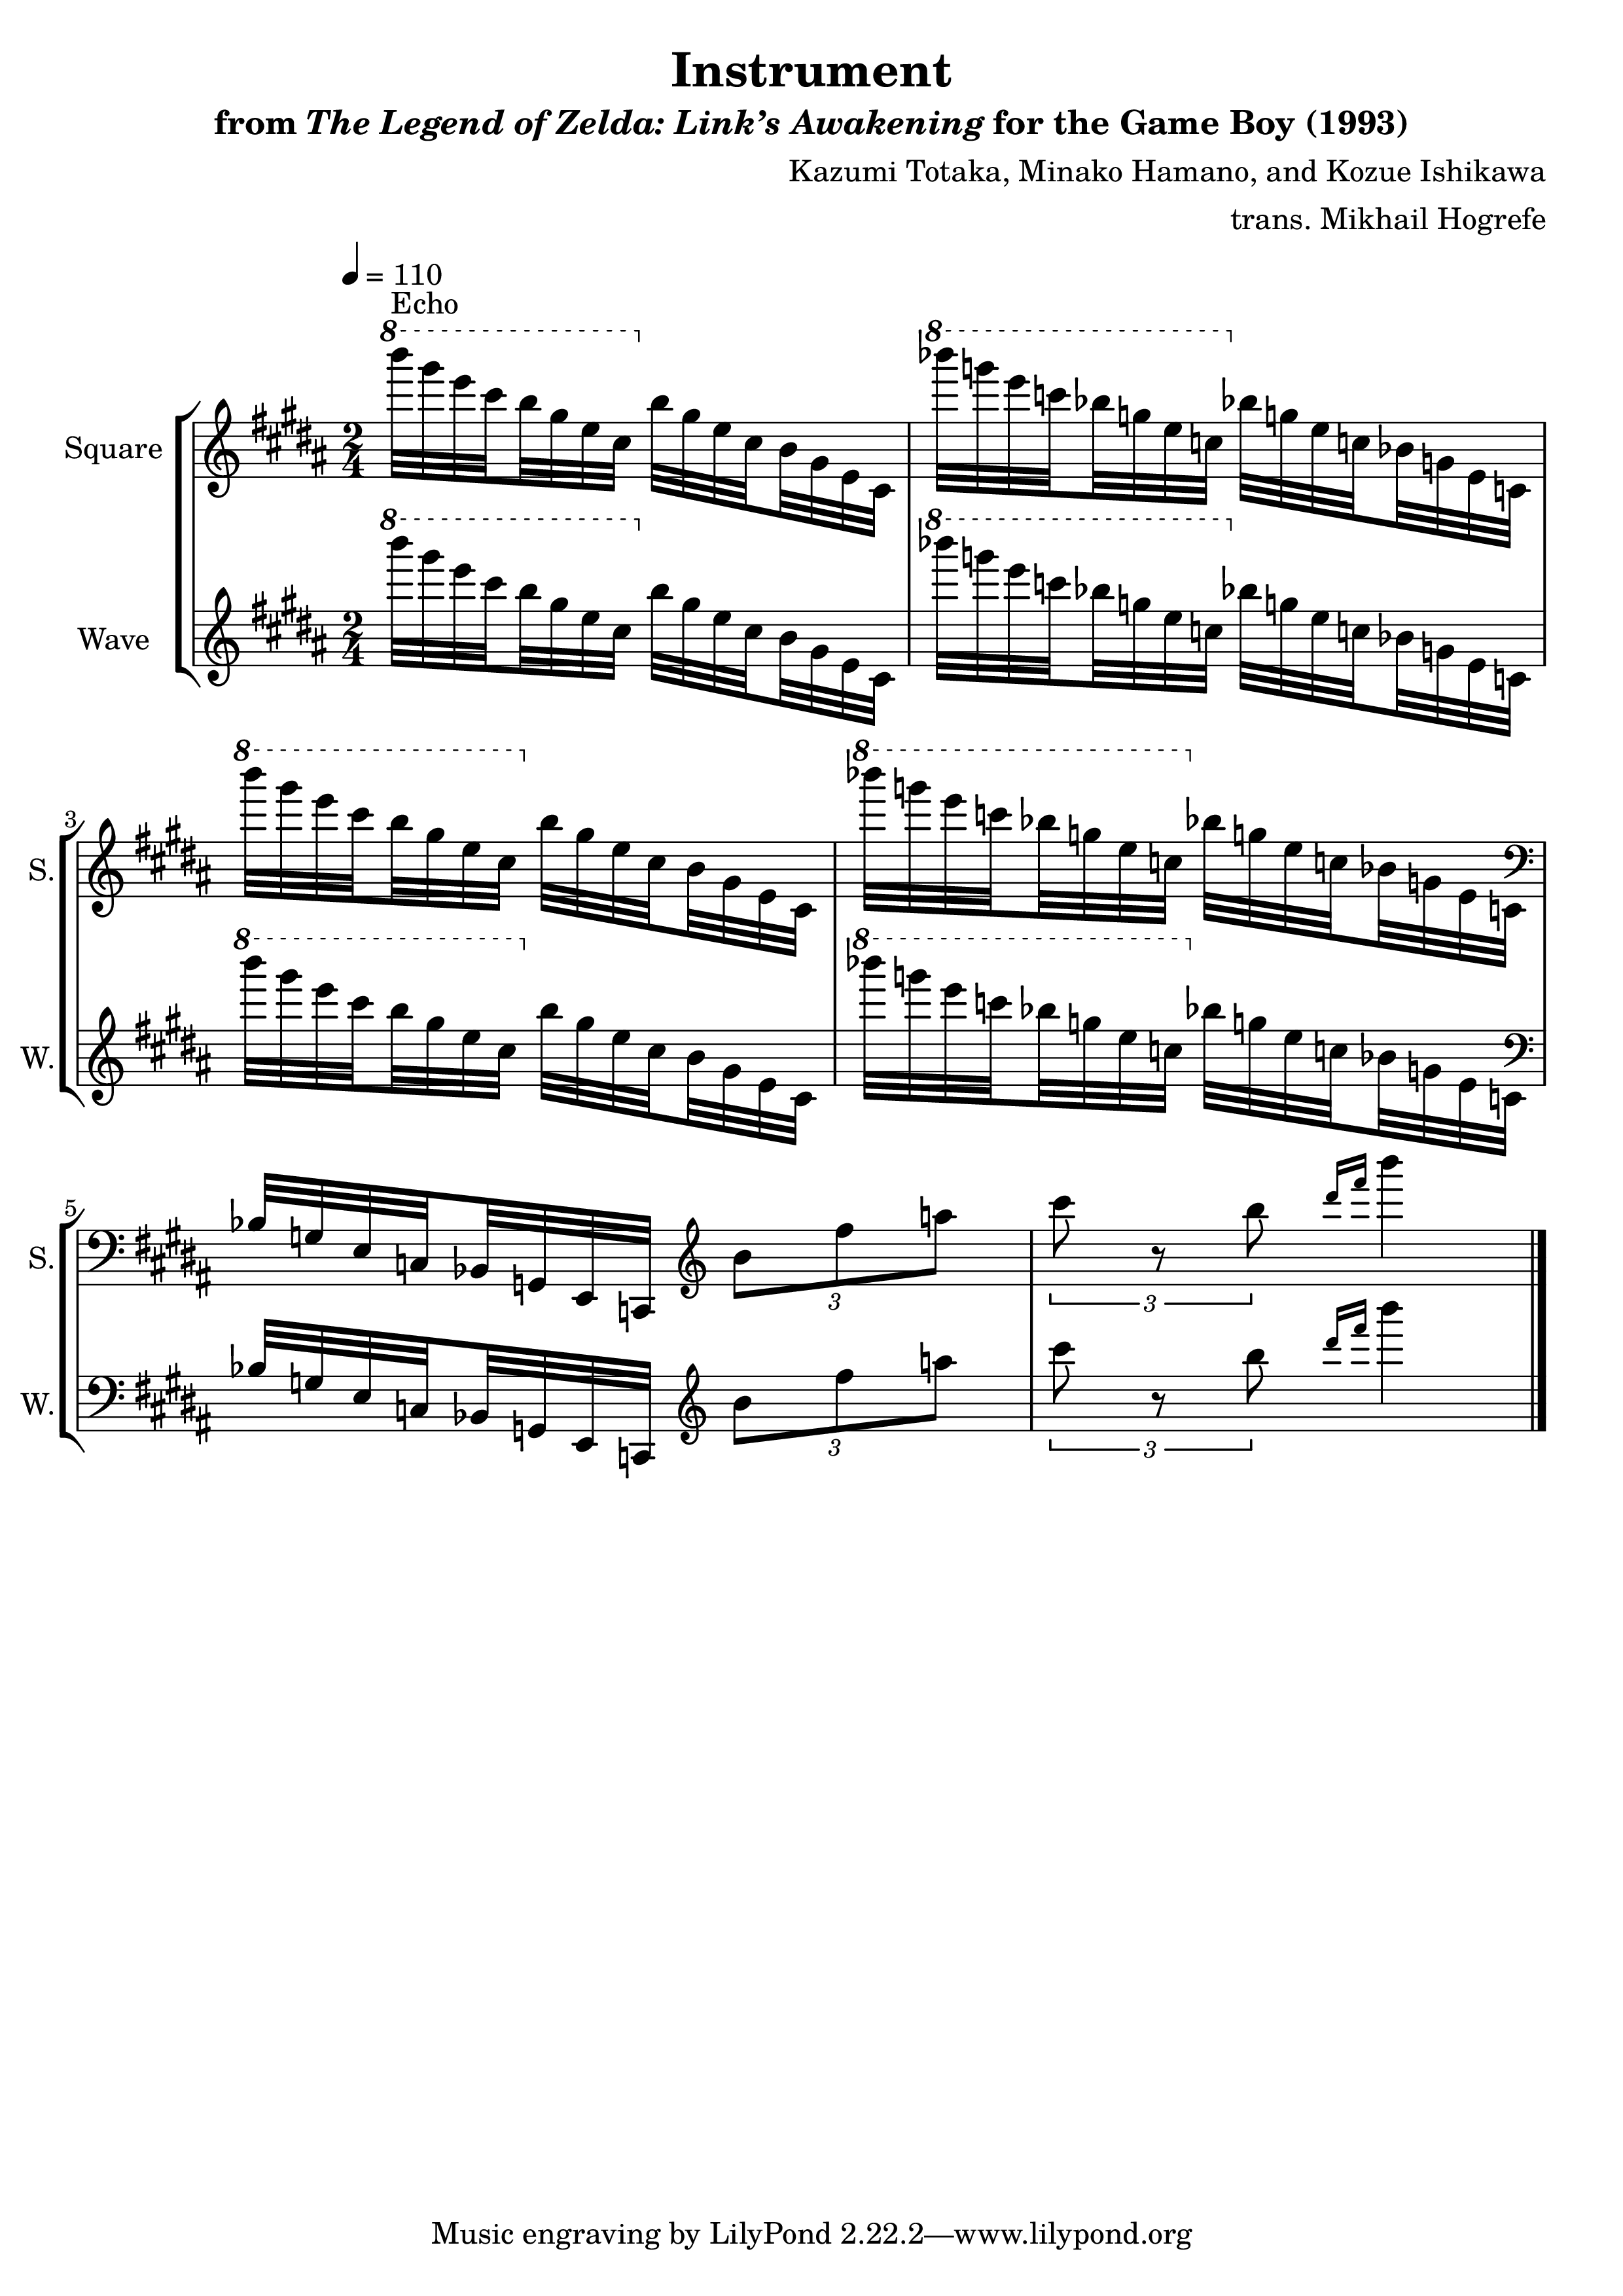 Instrument
from The Legend of Zelda: Link’s Awakening for the Game Boy (1993)
Kazumi Totaka, Minako Hamano, and Kozue Ishikawa
trans. Mikhail Hogrefe
= 110
Echo
8 8
Square
2 4
8 8
Wave
2 4
8 8
3
S.
8 8
W.
5
S.
3 3
W.
3 3
Music engraving by LilyPond 2.22.2—www.lilypond.org